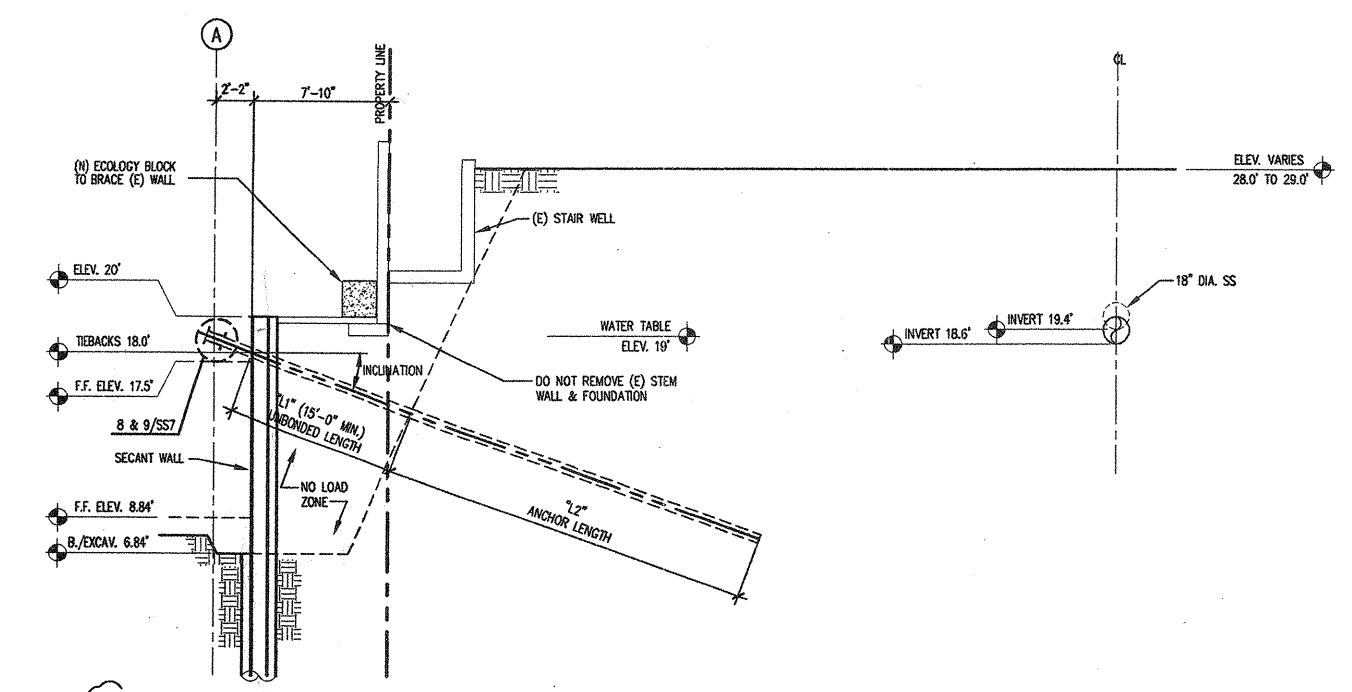 A
2'-2"
7'-10"
PROPERTY LINE
CL
(N) ECOLOGY BLOCK
TO BRACE (E) WALL
ELEV. VARIES
28.0' TO 29.0'
(E) STAIR WELL
ELEV. 20'
18" DIA. SS
WATER TABLE
ELEV. 19'
INVERT 19.4'
INVERT 18.6'
TIEBACKS 18.0'
INCLINATION
F.F. ELEV. 17.5'
DO NOT REMOVE (E) STEM
WALL & FOUNDATION
8 & 9/SS7
"L1" (15'-0" MIN.)
UNBONDED LENGTH
SECANT WALL
NO LOAD
ZONE
"L2"
ANCHOR LENGTH
F.F. ELEV. 8.84'
B./EXCAV. 6.84'